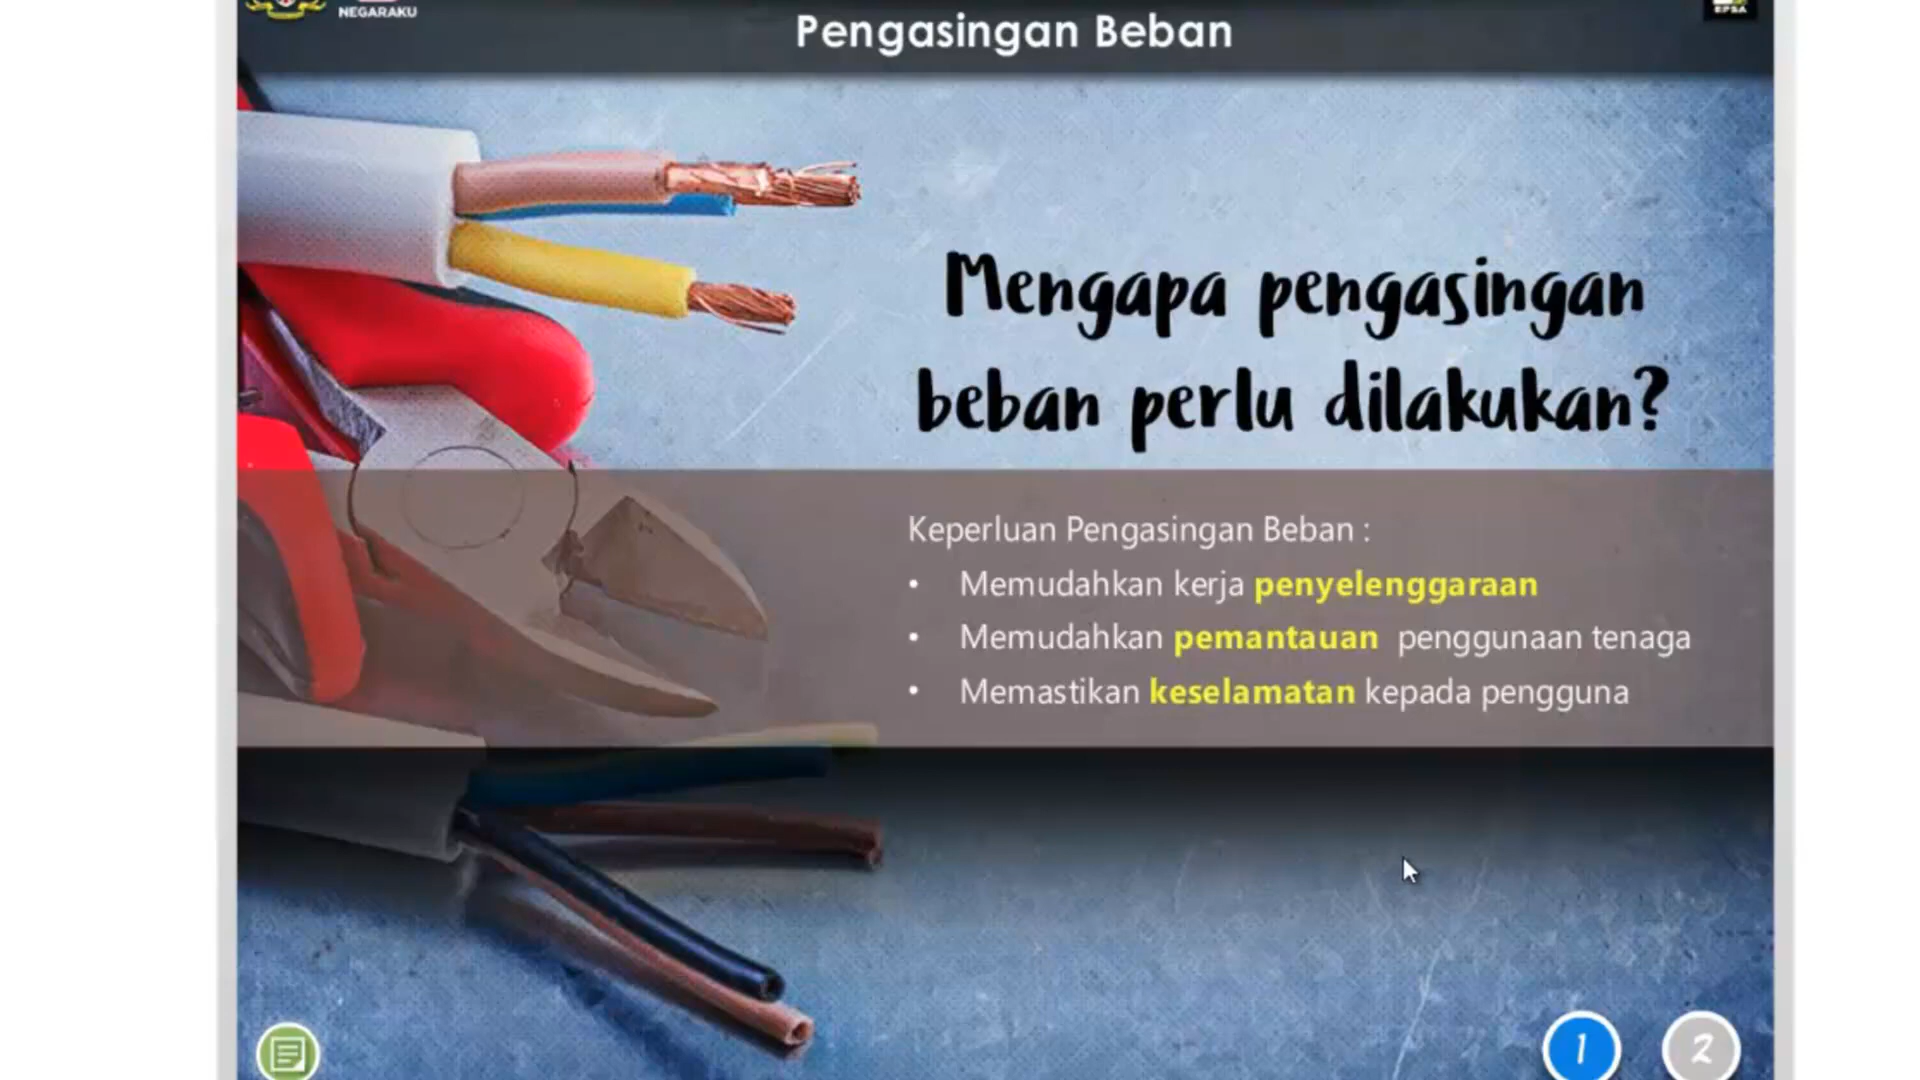 NEGARAKU
EPSA
Pengasingan Beban
Mengapa pengasingan
beban perlu dilakukan?
Keperluan Pengasingan Beban :
• Memudahkan kerja penyelenggaraan
• Memudahkan pemantauan penggunaan tenaga
• Memastikan keselamatan kepada pengguna
1 2